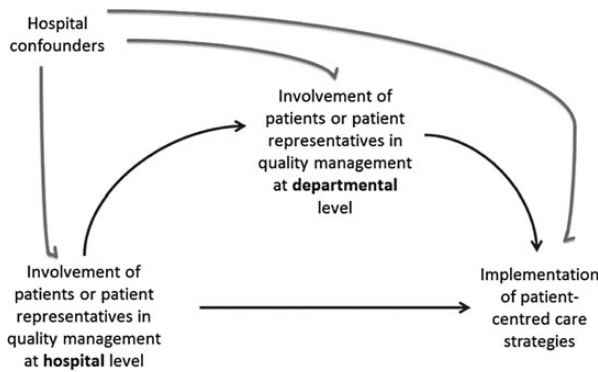 Hospital
confounders
Involvement of
patients or patient
representatives in
quality management
at departmental
level
Involvement of
patients or patient
representatives in
quality management
at hospital level
Implementation
of patient-
centred care
strategies